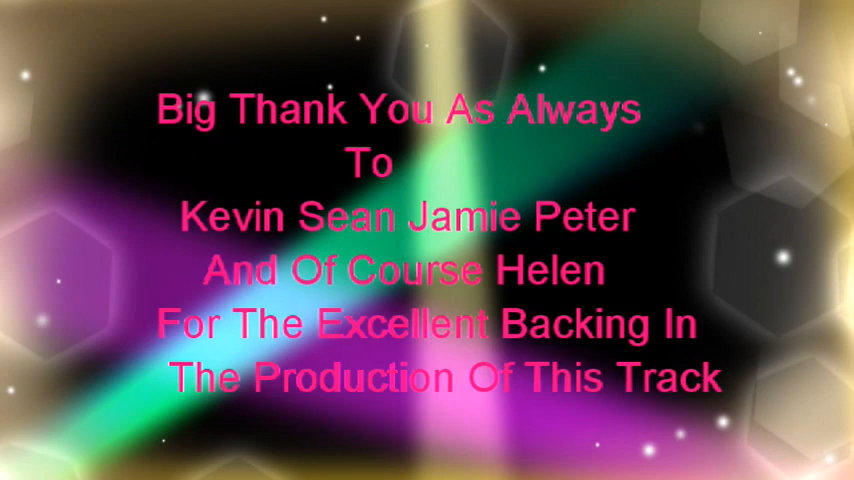 Big Thank You As Always
To
Kevin Sean Jamie Peter
And Of Course Helen
For The Excellent Backing In
The Production Of This Track